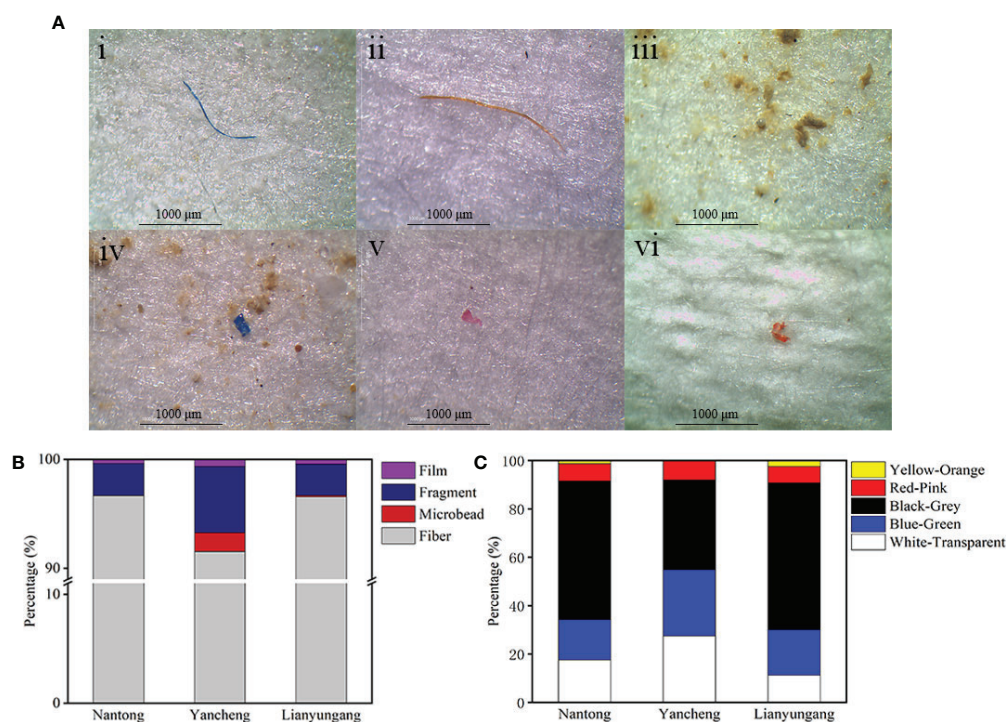 A
i ii iii
1000 µm 1000 µm 1000 µm
iv v vi
1000 µm 1000 µm 1000 µm
B
100
90
10
0
Percentage (%)
Nantong Yancheng Lianyungang
Film
Fragment
Microbead
Fiber
C
100
80
60
40
20
0
Percentage (%)
Nantong Yancheng Lianyungang
Yellow-Orange
Red-Pink
Black-Grey
Blue-Green
White-Transparent